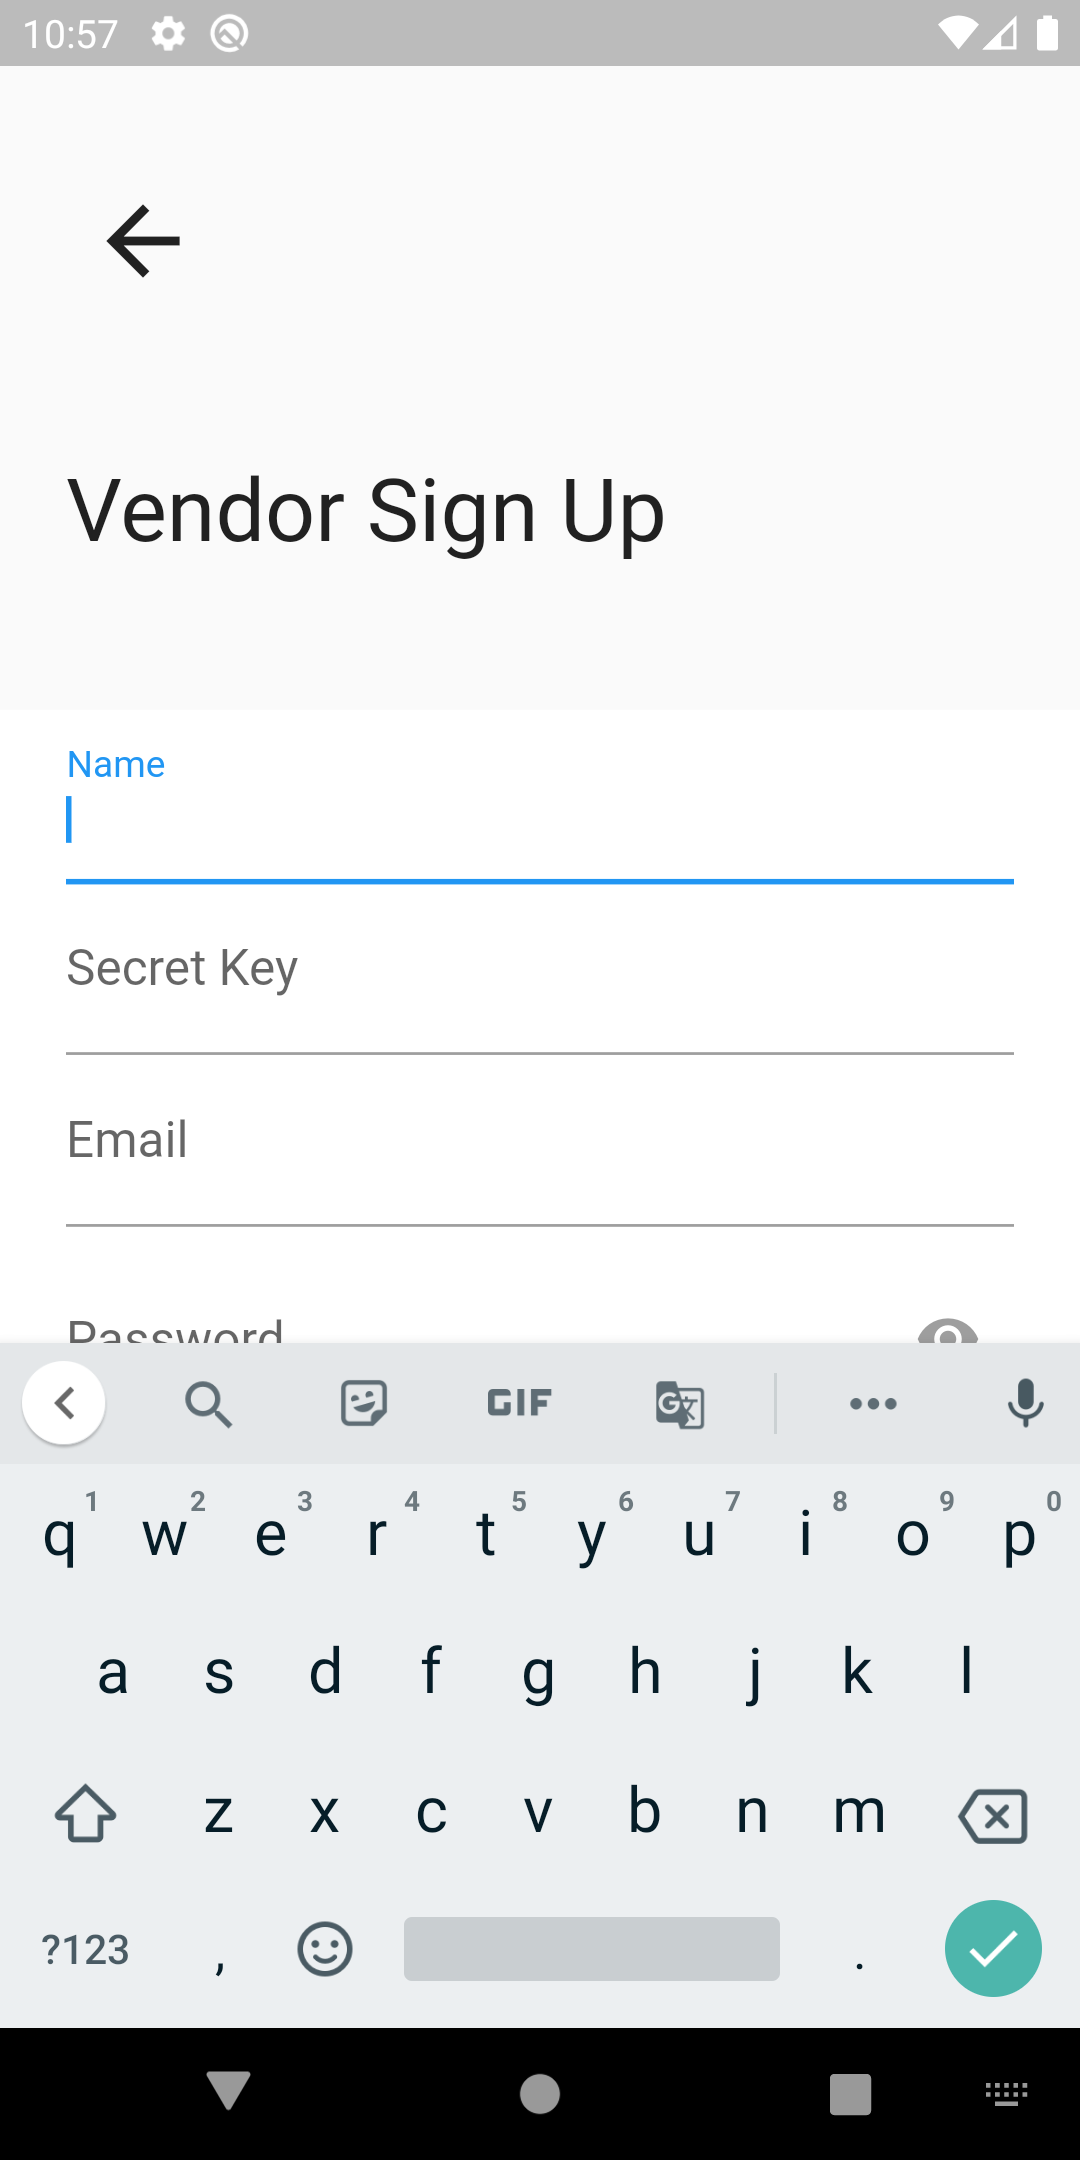 10:57
Vendor Sign Up
Name
Secret Key
Email
Password
GIF
G 文
1 2 3 4 5 6 7 8 9 0
q w e r t y u i o p
a s d f g h j k l
z x c v b n m
?123 , .